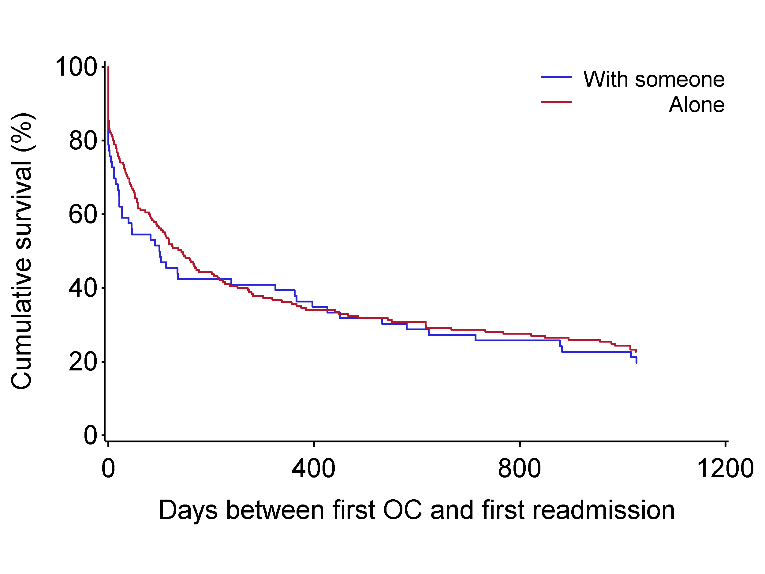 With someone
Alone
Cumulative survival (%)
100
80
60
40
20
0
0 400 800 1200
Days between first OC and first readmission